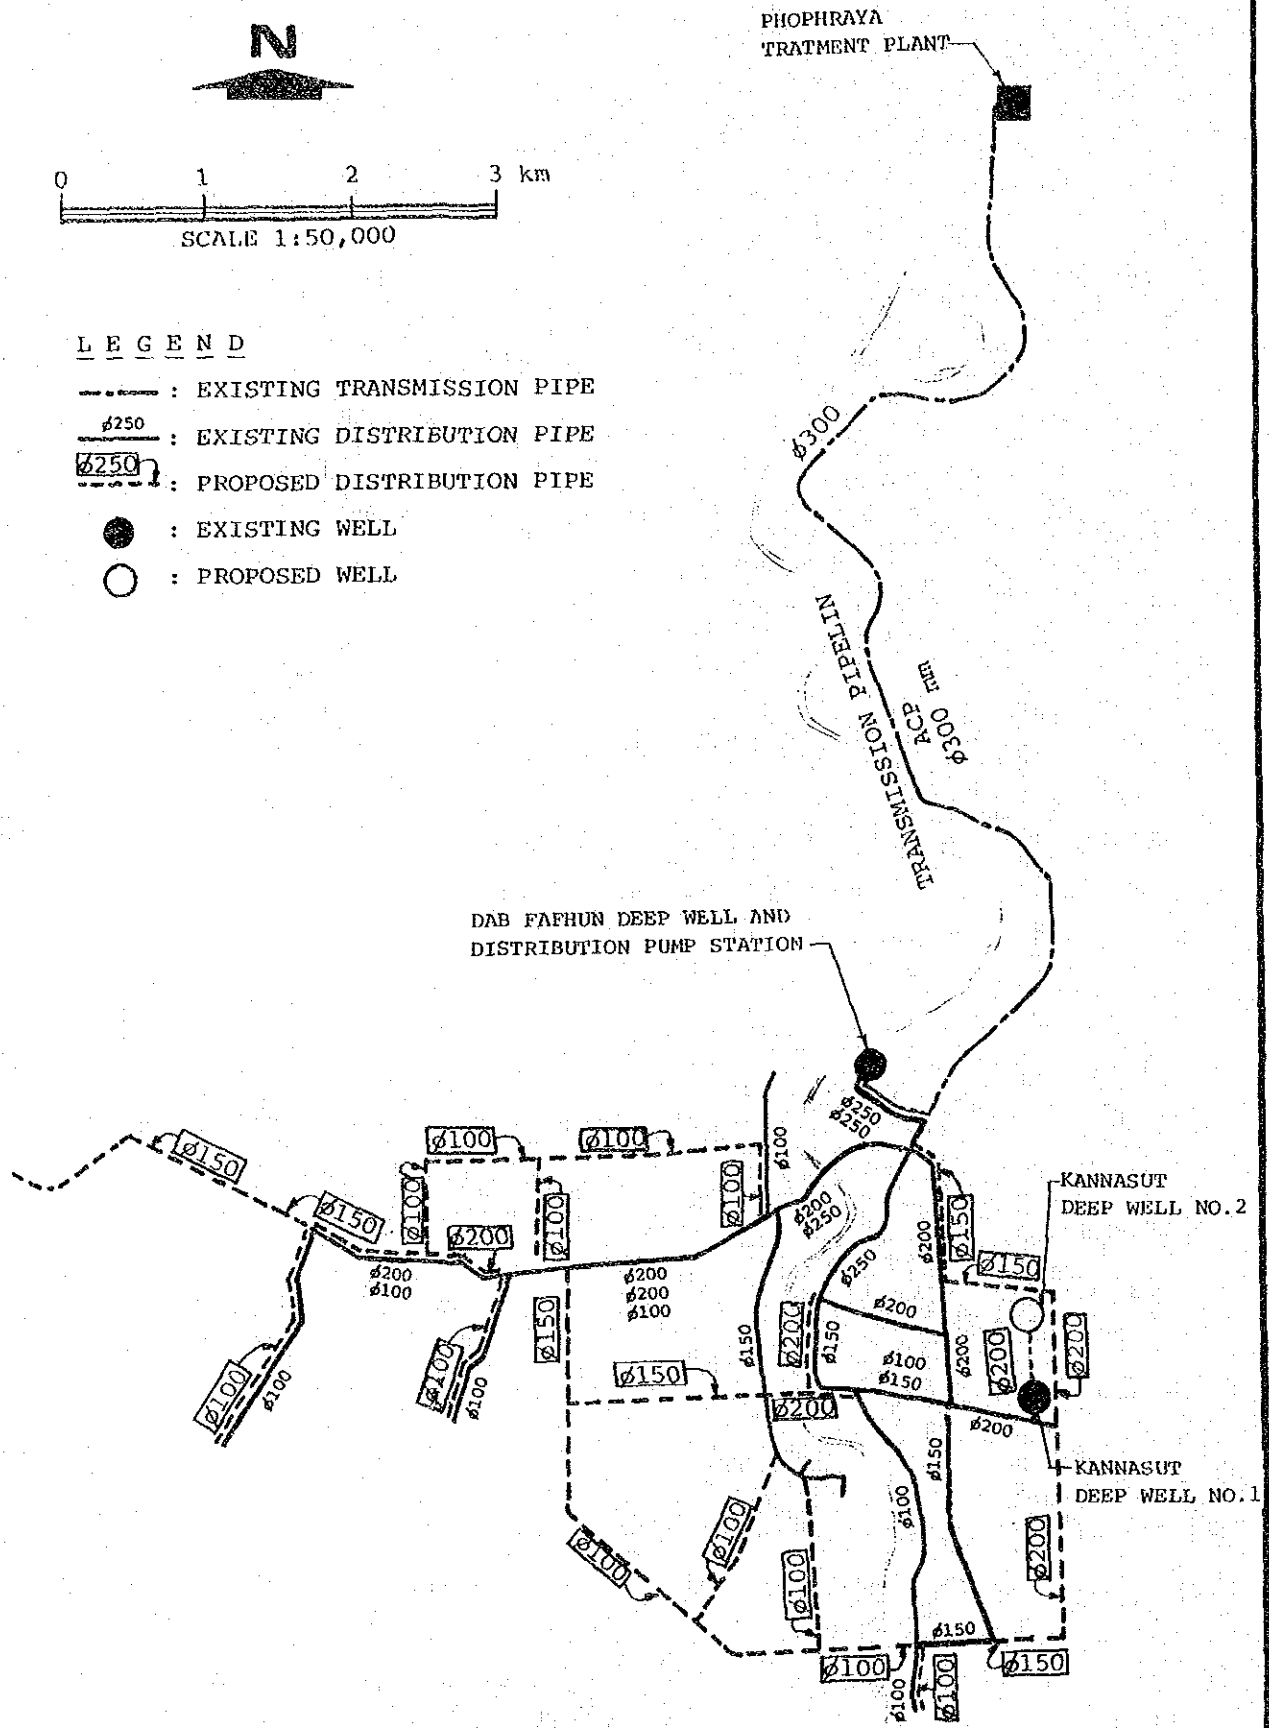 PHOPHRAYA
TRATMENT PLANT
N
0 1 2 3 km
SCALE 1:50,000
LEGEND
: EXISTING TRANSMISSION PIPE
ø250 : EXISTING DISTRIBUTION PIPE
ø250 : PROPOSED DISTRIBUTION PIPE
: EXISTING WELL
: PROPOSED WELL
ø300
TRANSMISSION PIPELIN
ACP
ø300 mm
DAB FAFHUN DEEP WELL AND
DISTRIBUTION PUMP STATION
ø250
ø250
ø150
ø100
ø100
ø100
ø100
ø150
ø100
ø200
ø100
ø200
ø250
ø200
ø150
KANNASUT
DEEP WELL NO.2
ø150
ø250
ø200
ø100
ø200
ø200
ø100
ø200
ø150
ø150
ø200
ø150
ø200
ø200
ø200
ø100
ø150
ø100
ø100
ø100
ø100
ø150
ø200
ø200
ø150
KANNASUT
DEEP WELL NO.1
ø100
ø100
ø100
ø100
ø200
ø150
ø100
ø150
ø100
ø100